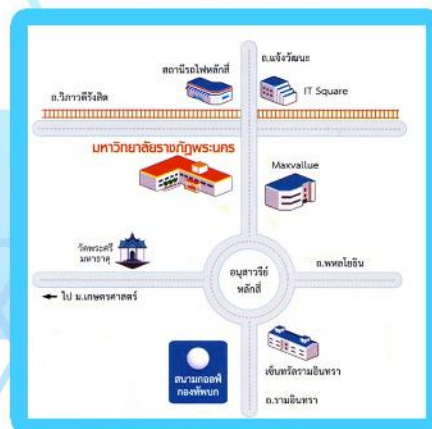 ถ.แจ้งวัฒนะ
สถานีรถไฟหลักสี่
IT Square
ถ.วิภาวดีรังสิต
มหาวิทยาลัยราชภัฏพระนคร
Maxvallue
วัดพระศรี
มหาธาตุ
อนุสาวรีย์
หลักสี่
ถ.พหลโยธิน
ไป ม.เกษตรศาสตร์
สนามกอล์ฟ
กองทัพบก
เซ็นทรัลรามอินทรา
ถ.รามอินทรา